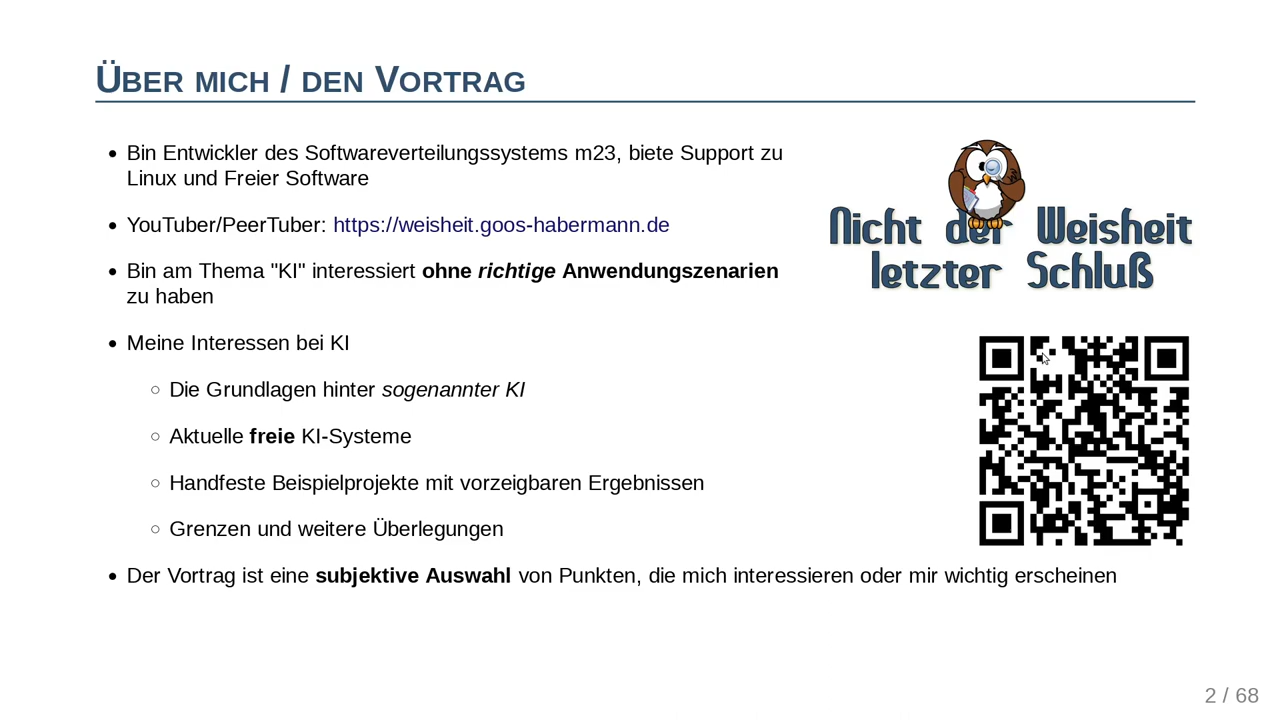 Über mich / den Vortrag
Bin Entwickler des Softwareverteilungssystems m23, biete Support zu
Linux und Freier Software
YouTuber/PeerTuber: https://weisheit.goos-habermann.de
Bin am Thema "KI" interessiert ohne richtige Anwendungszenarien
zu haben
Meine Interessen bei KI
Die Grundlagen hinter sogenannter KI
Aktuelle freie KI-Systeme
Handfeste Beispielprojekte mit vorzeigbaren Ergebnissen
Grenzen und weitere Überlegungen
Der Vortrag ist eine subjektive Auswahl von Punkten, die mich interessieren oder mir wichtig erscheinen
Nicht der Weisheit
letzter Schluß
2 / 68